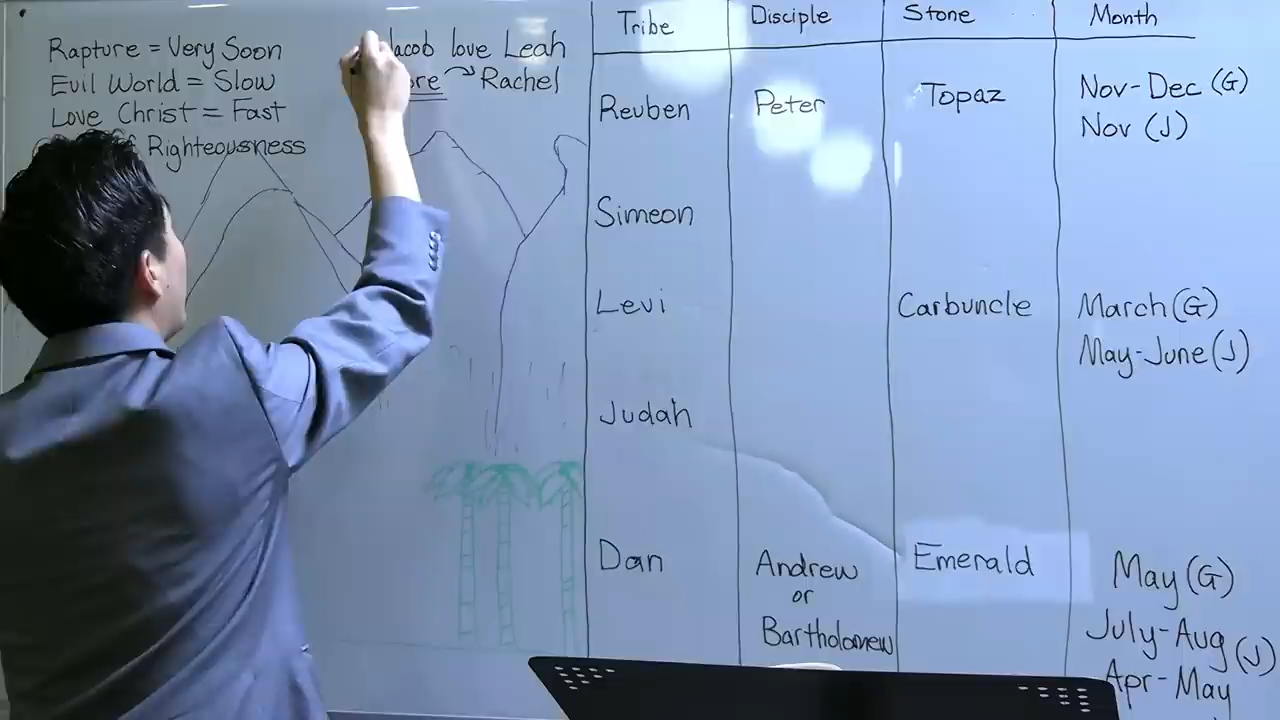 Rapture = Very Soon
Evil World = Slow
Love Christ = Fast
Righteousness
Jacob love Leah
Rachel
Tribe Disciple Stone Month
Reuben Peter Topaz Nov-Dec (G)
Nov (J)
Simeon
Levi Carbuncle March (G)
May-June (J)
Judah
Dan Andrew Emerald May (G)
or
Bartholomew July-Aug (J)
Apr-May